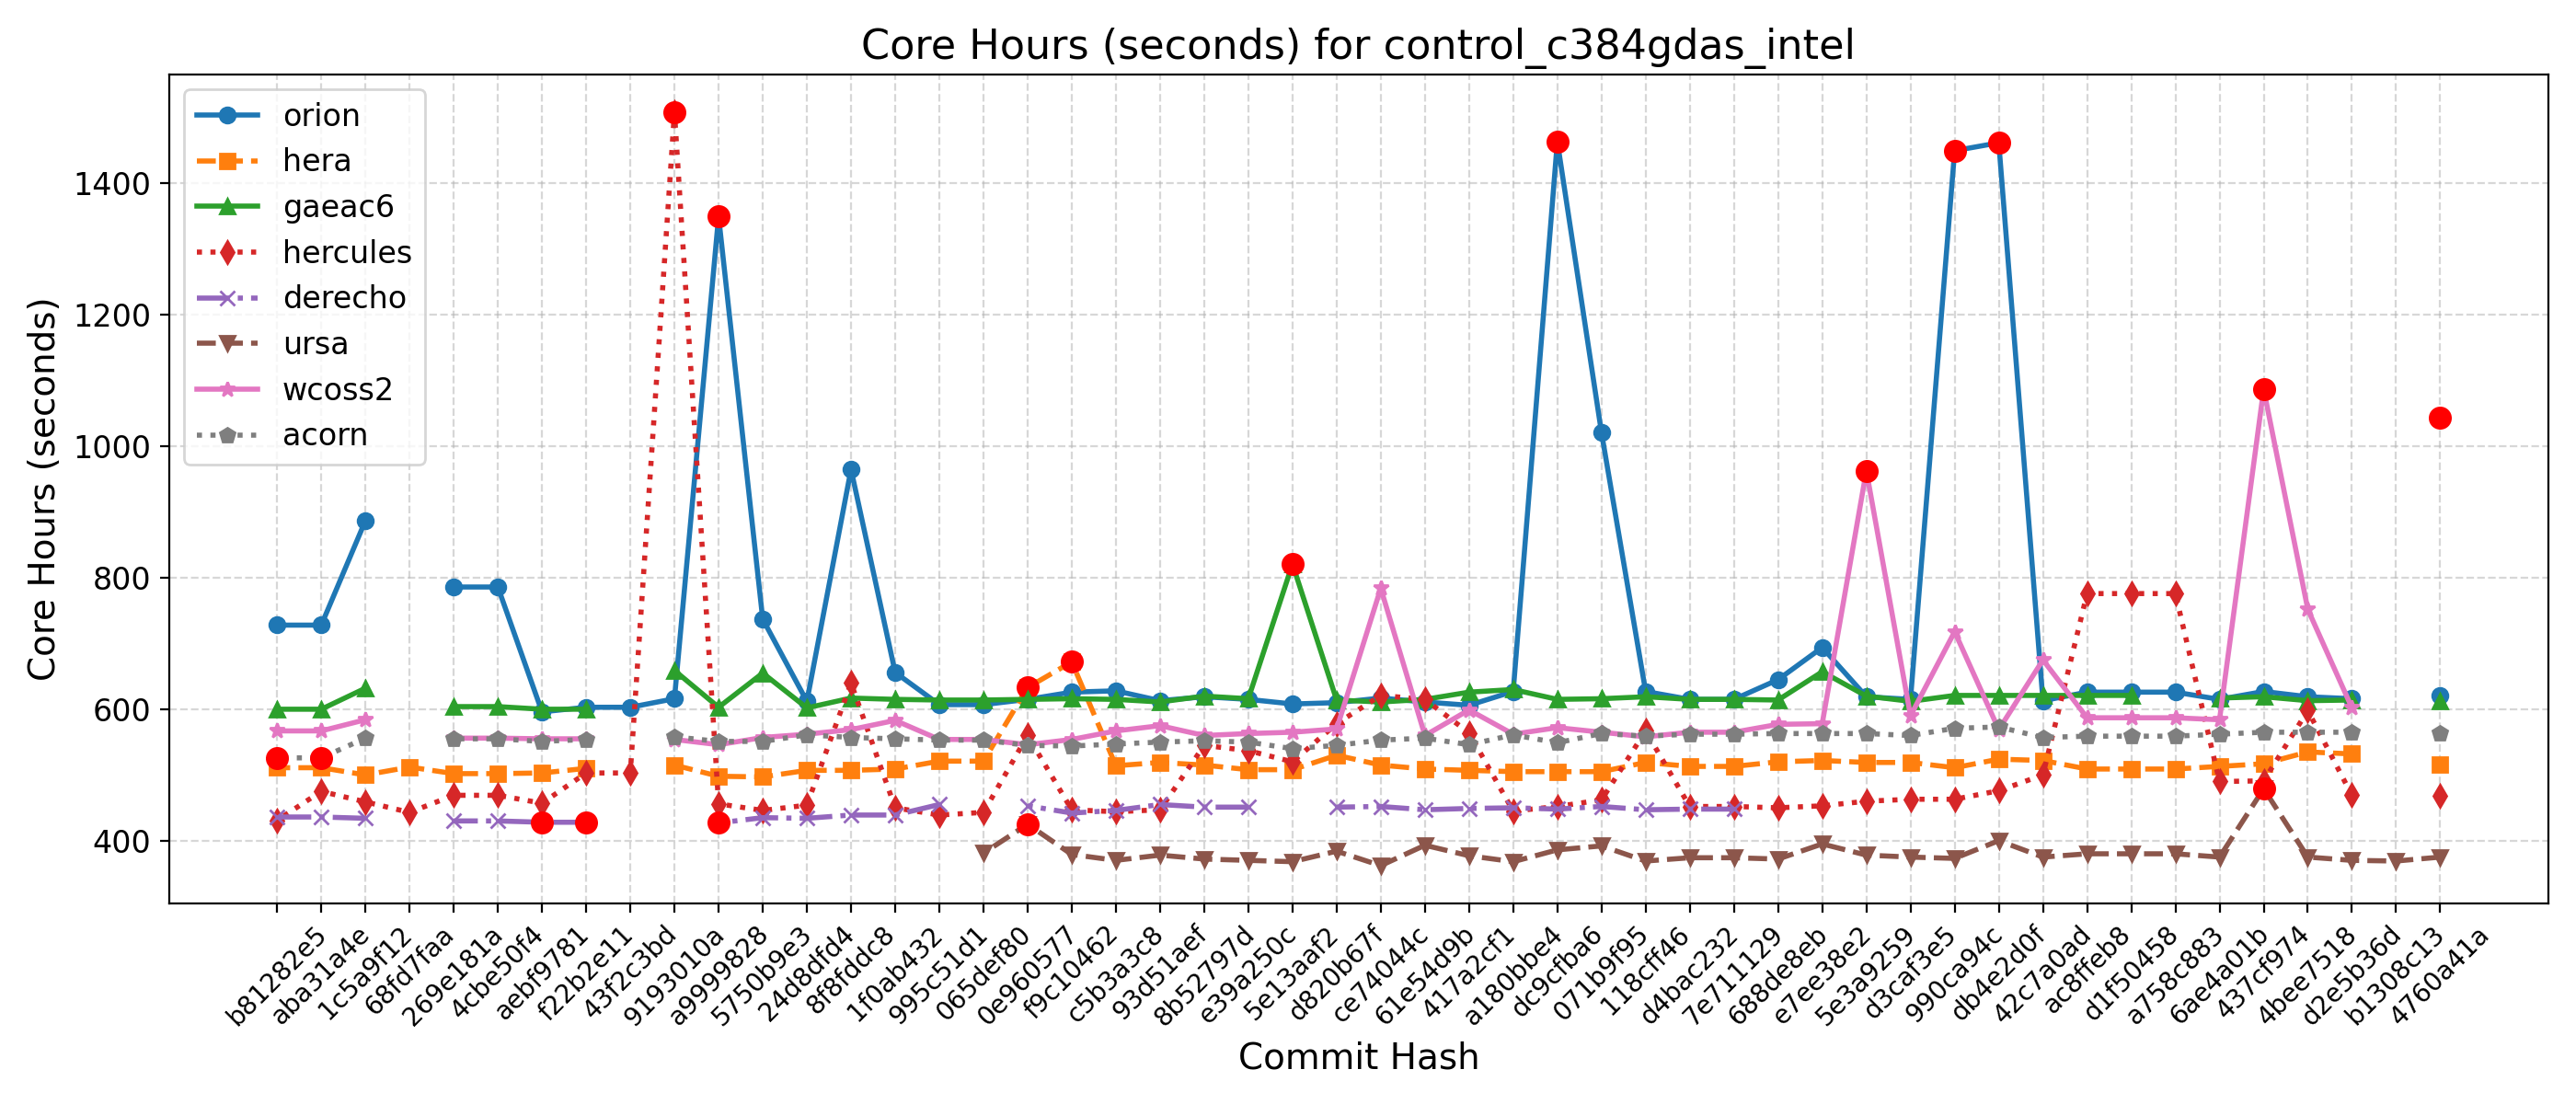 Core Hours (seconds) for control_c384gdas_intel
Core Hours (seconds)
1400
1200
1000
800
600
400
orion
hera
gaeac6
hercules
derecho
ursa
wcoss2
acorn
b81282e5
aba31a4e
1c5a9f12
68fd7faa
269e181a
4cbe50f4
aebf9781
f22b2e11
43f2c3bd
9193010a
a9999828
5750b9e3
24d8dfd4
8f8fddc8
1f0ab432
995c51d1
065def80
0e960577
f9c10462
c5b3a3c8
93d51aef
8b52797d
e39a250c
5e13aaf2
d820b67f
ce74044c
61e54d9b
417a2cf1
a180bbe4
dc9cfba6
071b9f95
118cff46
d4bac232
7e711129
688de8eb
e7ee38e2
5e3a9259
d3caf3e5
990ca94c
db4e2d0f
42c7a0ad
ac8ffeb8
d1f50458
a758c883
6ae4a01b
437cf974
4bee7518
d2e5b36d
b1308c13
4760a41a
Commit Hash